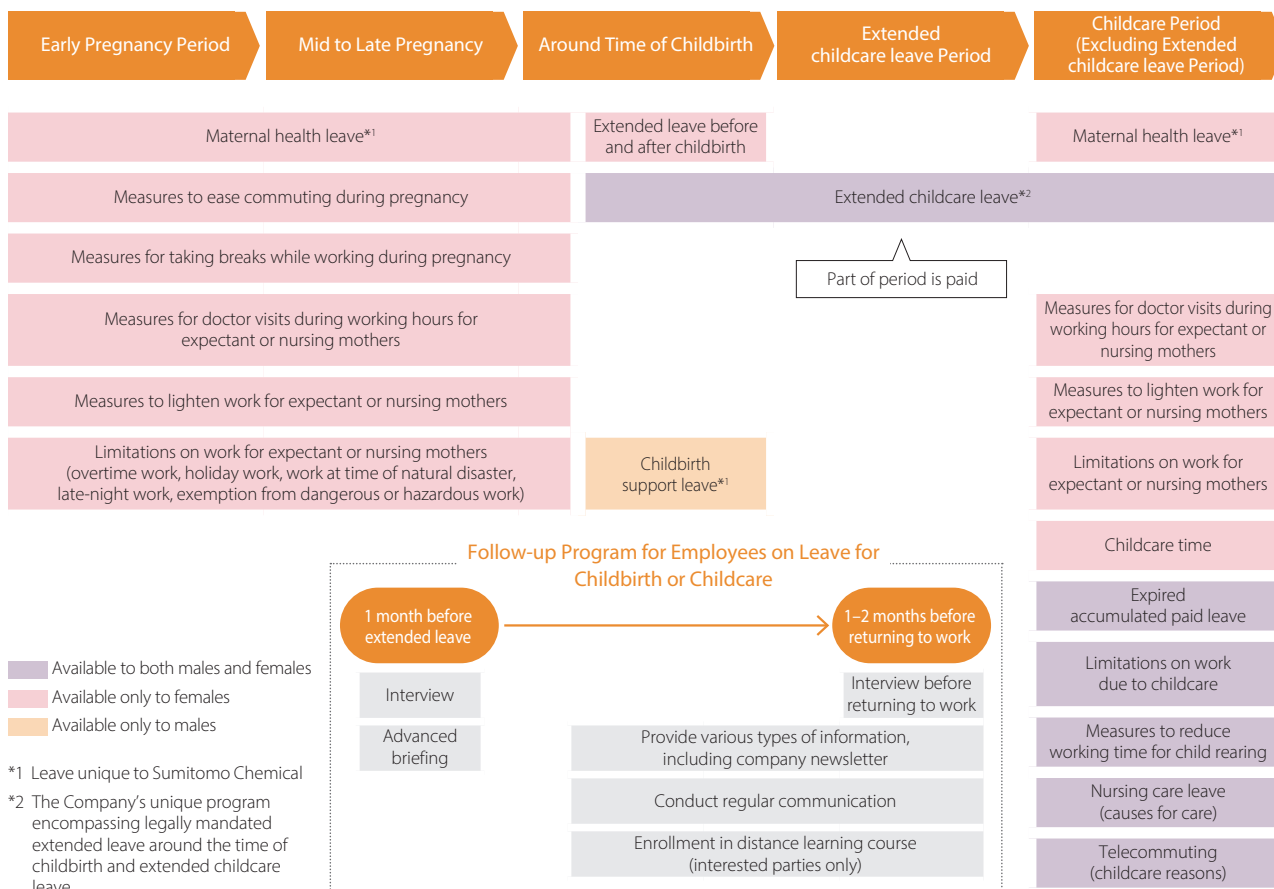 Early Pregnancy Period
Mid to Late Pregnancy
Around Time of Childbirth
Extended
childcare leave Period
Childcare Period
(Excluding Extended
childcare leave Period)
Maternal health leave*1
Extended leave before
and after childbirth
Maternal health leave*1
Measures to ease commuting during pregnancy
Extended childcare leave*2
Measures for taking breaks while working during pregnancy
Part of period is paid
Measures for doctor visits during working hours for
expectant or nursing mothers
Measures for doctor visits during
working hours for expectant or
nursing mothers
Measures to lighten work for expectant or nursing mothers
Measures to lighten work for
expectant or nursing mothers
Limitations on work for expectant or nursing mothers
(overtime work, holiday work, work at time of natural disaster,
late-night work, exemption from dangerous or hazardous work)
Childbirth
support leave*1
Limitations on work for
expectant or nursing mothers
Childcare time
Expired
accumulated paid leave
Limitations on work
due to childcare
Measures to reduce
working time for child rearing
Nursing care leave
(causes for care)
Telecommuting
(childcare reasons)
Follow-up Program for Employees on Leave for
Childbirth or Childcare
1 month before
extended leave
1–2 months before
returning to work
Interview
Interview before
returning to work
Advanced
briefing
Provide various types of information,
including company newsletter
Conduct regular communication
Enrollment in distance learning course
(interested parties only)
Available to both males and females
Available only to females
Available only to males
*1 Leave unique to Sumitomo Chemical
*2 The Company's unique program
encompassing legally mandated
extended leave around the time of
childbirth and extended childcare
leave